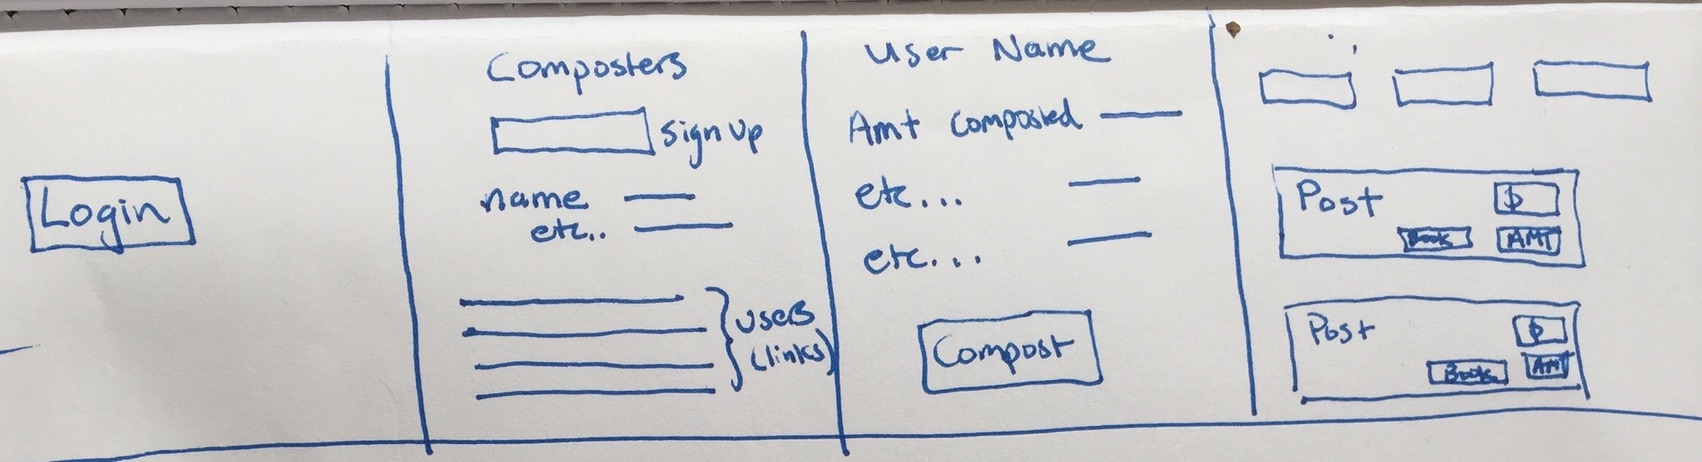 Login
Composters
sign up
name
etc..
users
(links)
User Name
Amt Composted
etc...
etc...
Compost
Post
$
Book
AMT
Post
$
Book
AMT